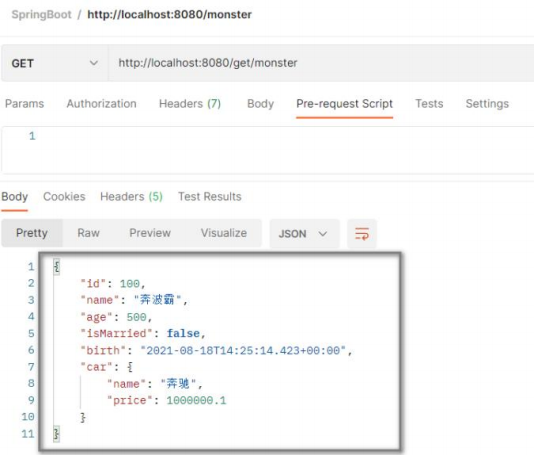 SpringBoot / http://localhost:8080/monster
GET http://localhost:8080/get/monster
Params Authorization Headers (7) Body Pre-request Script Tests Settings
1
Body Cookies Headers (5) Test Results
Pretty Raw Preview Visualize JSON
1 {
2 "id": 100,
3 "name": "奔波霸",
4 "age": 500,
5 "isMarried": false,
6 "birth": "2021-08-18T14:25:14.423+00:00",
7 "car": {
8 "name": "奔驰",
9 "price": 1000000.1
10 }
11 }